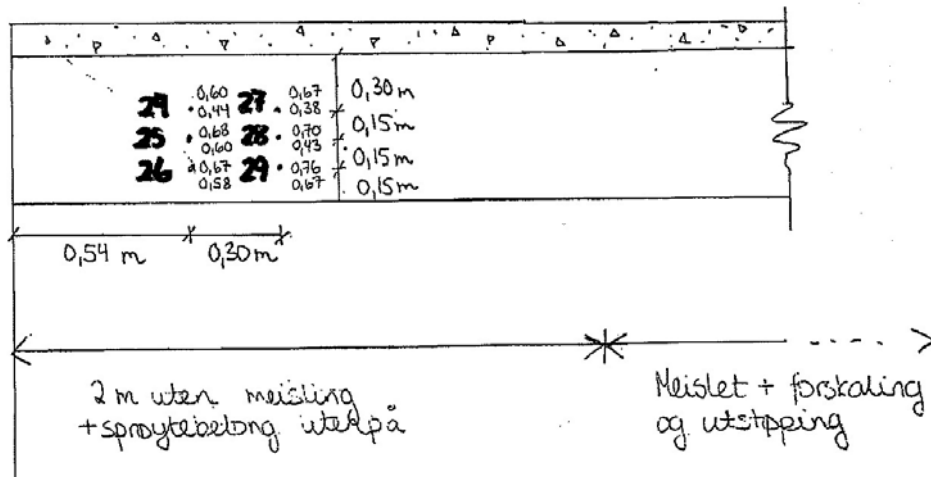 0,60 0,67 0,30 m
24 0,44 27 0,38
0,15 m
25 0,68 28 0,70
0,60 0,43
0,15 m
26 0,67 29 0,76
0,58 0,67 0,15 m
0,54 m 0,30 m
2 m uten meisling
+ sprøytebetong utenpå
Meislet + forskaling
og utstøpping